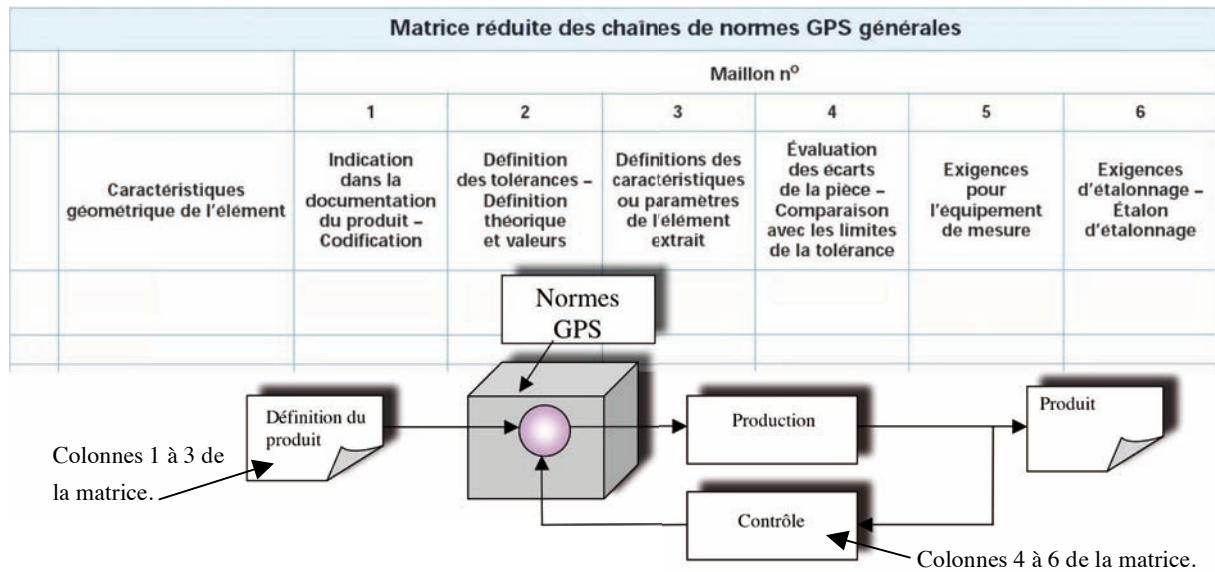 Matrice réduite des chaînes de normes GPS générales
Maillon nº
1 2 3 4 5 6
Caractéristiques
géométrique de l'élément
Indication
dans la
documentation
du produit –
Codification
Définition
des tolérances –
Définition
théorique
et valeurs
Définitions des
caractéristiques
ou paramètres
de l'élément
extrait
Évaluation
des écarts
de la pièce –
Comparaison
avec les limites
de la tolérance
Exigences
pour
l'équipement
de mesure
Exigences
d'étalonnage –
Étalon
d'étalonnage
Normes
GPS
Définition du
produit
Production
Produit
Colonnes 1 à 3 de
la matrice.
Contrôle
Colonnes 4 à 6 de la matrice.